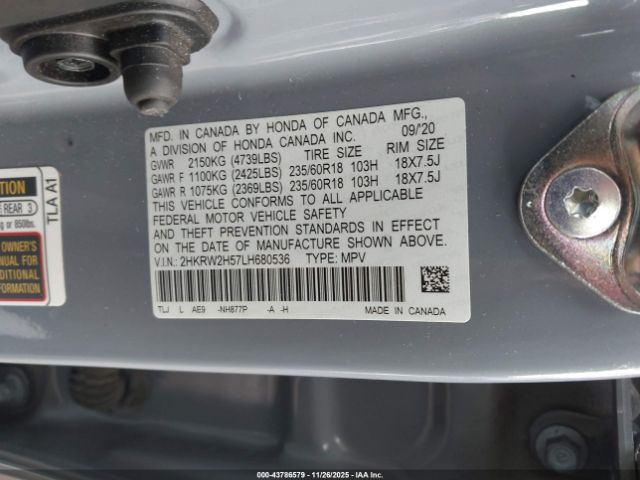 MFD. IN CANADA BY HONDA OF CANADA MFG.,
A DIVISION OF HONDA CANADA INC. 09/20
GVWR 2150KG (4739LBS) TIRE SIZE RIM SIZE
GAWR F 1100KG (2425LBS) 235/60R18 103H 18X7.5J
GAWR R 1075KG (2369LBS) 235/60R18 103H 18X7.5J
THIS VEHICLE CONFORMS TO ALL APPLICABLE
FEDERAL MOTOR VEHICLE SAFETY
AND THEFT PREVENTION STANDARDS IN EFFECT
ON THE DATE OF MANUFACTURE SHOWN ABOVE.
V.I.N.: 2HKRW2H57LH680536 TYPE: MPV
TLJ L AE9 -NH877P -A -H
MADE IN CANADA
TION
REAR 3
kg or 850lbs.
OWNER'S
NUAL FOR
DITIONAL
FORMATION
TLA A1
000-43786579 | 11/26/2025 - IAA Inc.